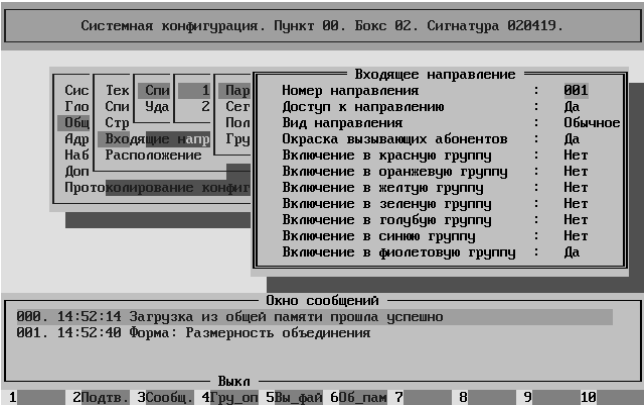 Системная конфигурация. Пункт 00. Бокс 02. Сигнатура 020419.
Сис Тек Спи 1 Пар
Гло Спи Уда 2 Сег
Общ Стр Пол
Адр Входящие напр Гру
Наб Расположение
Доп
Протоколирование конфиг
Входящее направление
Номер направления : 001
Доступ к направлению : Да
Вид направления : Обычное
Окраска вызывающих абонентов : Да
Включение в красную группу : Нет
Включение в оранжевую группу : Нет
Включение в желтую группу : Нет
Включение в зеленую группу : Нет
Включение в голубую группу : Нет
Включение в синюю группу : Нет
Включение в фиолетовую группу : Да
Окно сообщений
000. 14:52:14 Загрузка из общей памяти прошла успешно
001. 14:52:40 Форма: Размерность объединения
Выкл
1 2Подтв. 3Сообщ. 4Гру_оп 5Вы_фай 6Об_пам 7 8 9 10